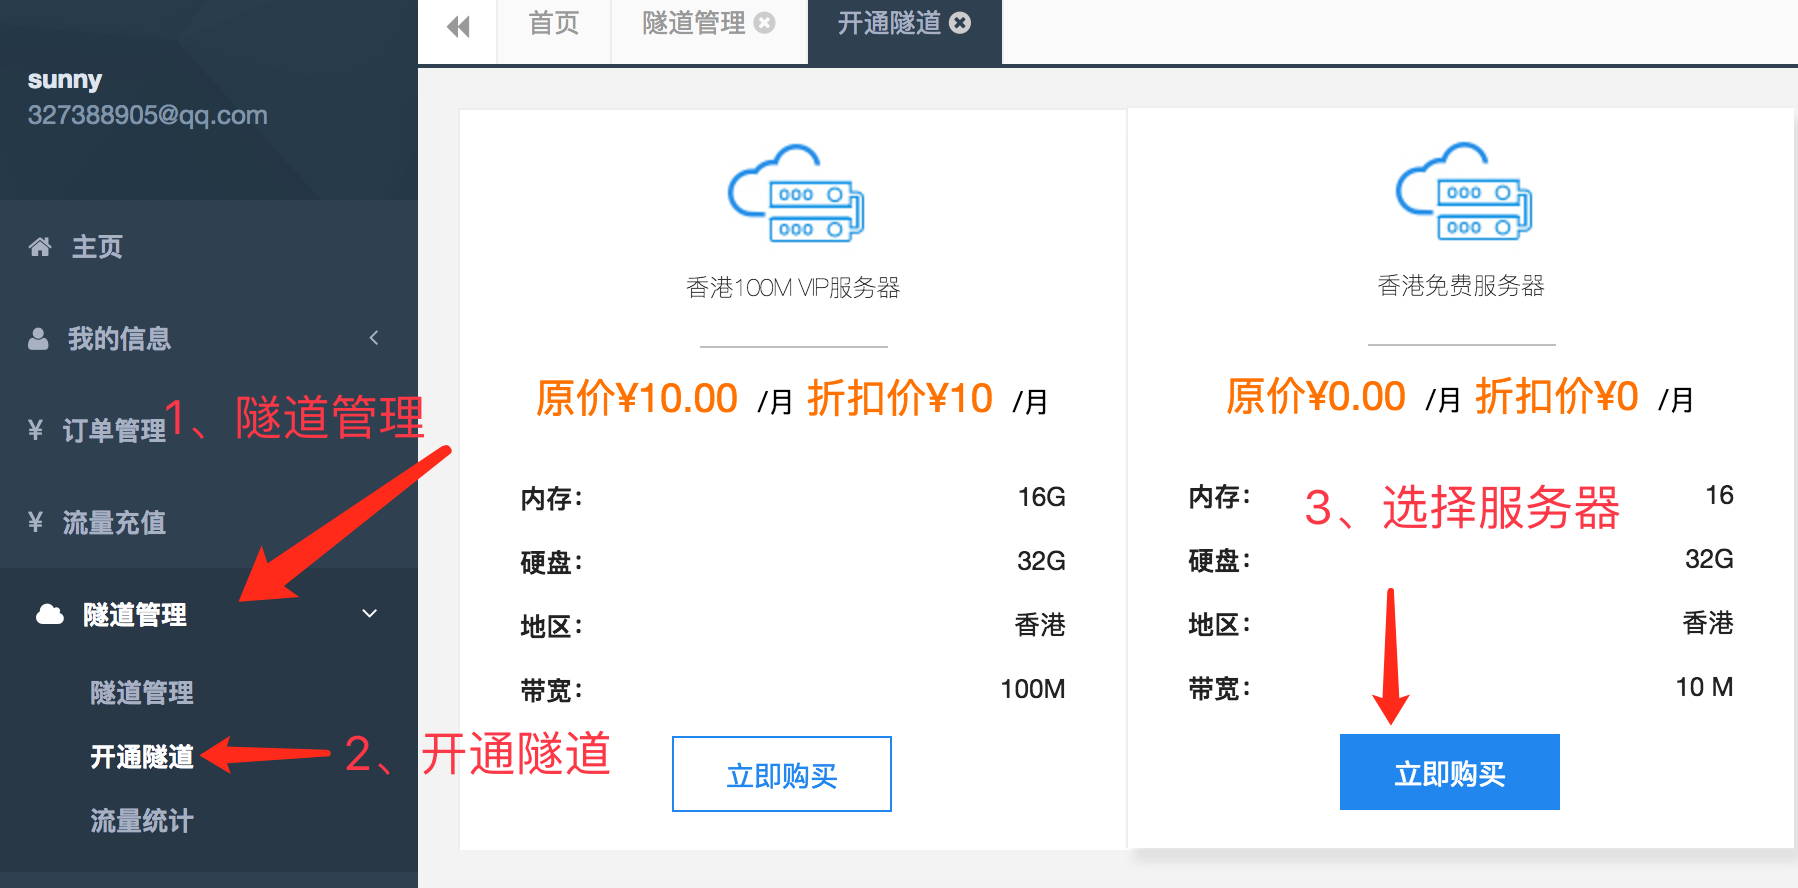 首页
隧道管理
开通隧道
sunny
327388905@qq.com
主页
我的信息
¥ 订单管理
¥ 流量充值
隧道管理
隧道管理
开通隧道
流量统计
1、隧道管理
2、开通隧道
香港100M VIP服务器
原价¥10.00 /月 折扣价¥10 /月
内存： 16G
硬盘： 32G
地区： 香港
带宽： 100M
立即购买
香港免费服务器
原价¥0.00 /月 折扣价¥0 /月
内存： 16
硬盘： 32G
地区： 香港
带宽： 10 M
3、选择服务器
立即购买